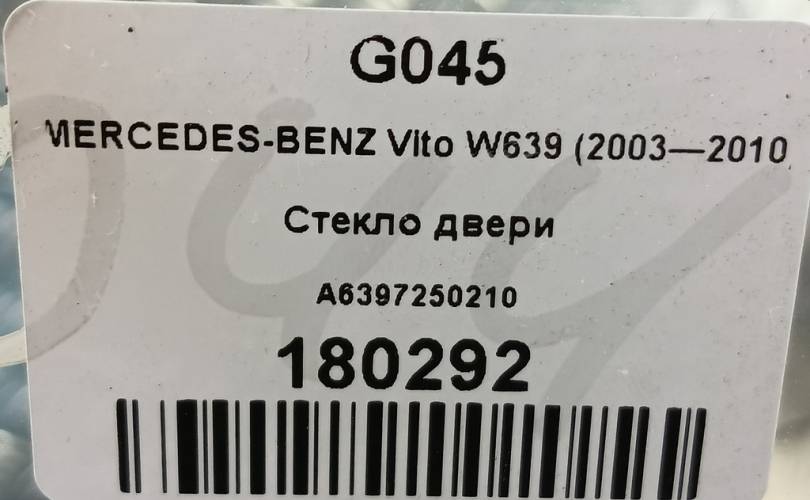 G045
MERCEDES-BENZ Vito W639 (2003—2010
Стекло двери
A6397250210
180292